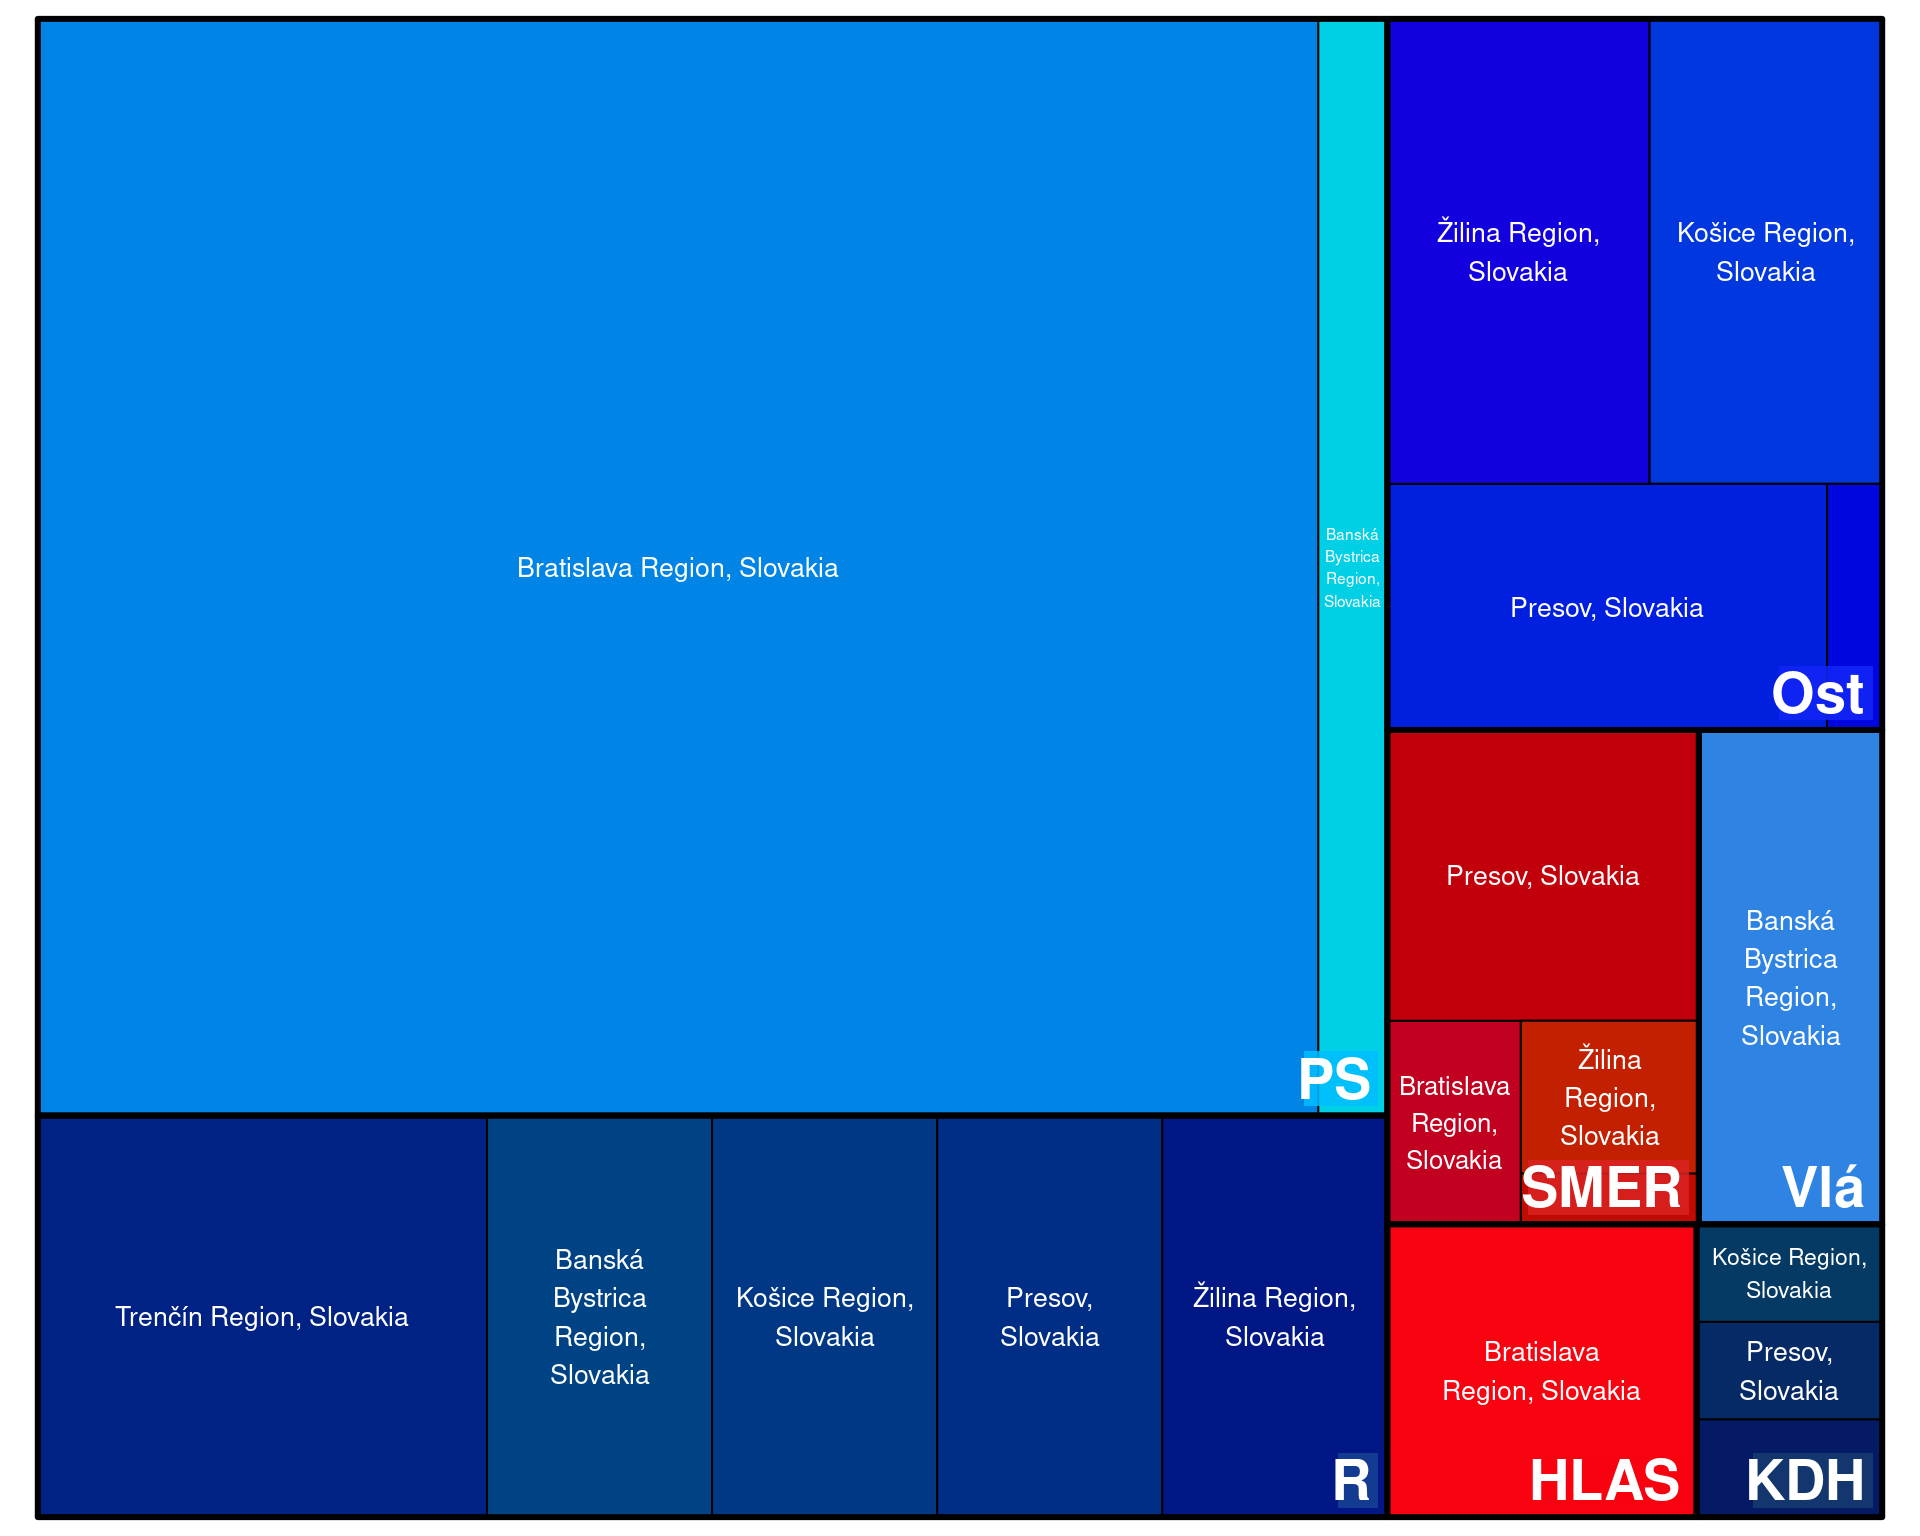 Bratislava Region, Slovakia
Banská
Bystrica
Region,
Slovakia
PS
Trenčín Region, Slovakia
Banská
Bystrica
Region,
Slovakia
Košice Region,
Slovakia
Presov,
Slovakia
Žilina Region,
Slovakia
R
Žilina Region,
Slovakia
Košice Region,
Slovakia
Presov, Slovakia
Ost
Presov, Slovakia
Bratislava
Region,
Slovakia
Žilina
Region,
Slovakia
SMER
Banská
Bystrica
Region,
Slovakia
Vlá
Bratislava
Region, Slovakia
HLAS
Košice Region,
Slovakia
Presov,
Slovakia
KDH